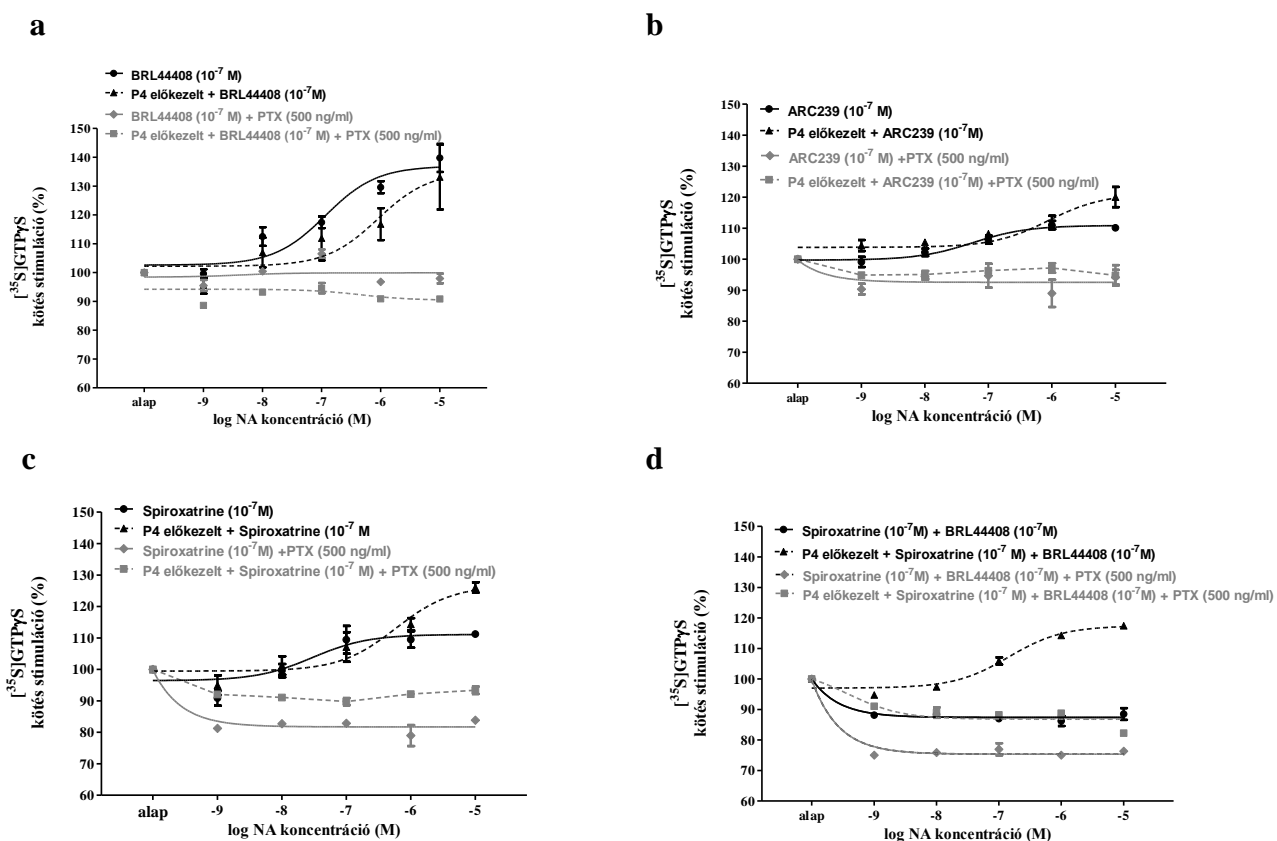 a
BRL44408 (10⁻⁷ M)
P4 előkezelt + BRL44408 (10⁻⁷M)
BRL44408 (10⁻⁷ M) + PTX (500 ng/ml)
P4 előkezelt + BRL44408 (10⁻⁷ M) + PTX (500 ng/ml)
150
140
130
120
110
100
90
80
70
60
[³⁵S]GTPγS
kötés stimuláció (%)
alap -9 -8 -7 -6 -5
log NA koncentráció (M)
b
ARC239 (10⁻⁷ M)
P4 előkezelt + ARC239 (10⁻⁷M)
ARC239 (10⁻⁷ M) +PTX (500 ng/ml)
P4 előkezelt + ARC239 (10⁻⁷ M) +PTX (500 ng/ml)
150
140
130
120
110
100
90
80
70
60
[³⁵S]GTPγS
kötés stimuláció (%)
alap -9 -8 -7 -6 -5
log NA koncentráció (M)
c
Spiroxatrine (10⁻⁷M)
P4 előkezelt + Spiroxatrine (10⁻⁷ M
Spiroxatrine (10⁻⁷M) +PTX (500 ng/ml)
P4 előkezelt + Spiroxatrine (10⁻⁷ M) + PTX (500 ng/ml)
150
140
130
120
110
100
90
80
70
60
[³⁵S]GTPγS
kötés stimuláció (%)
alap -9 -8 -7 -6 -5
log NA koncentráció (M)
d
Spiroxatrine (10⁻⁷M) + BRL44408 (10⁻⁷M)
P4 előkezelt + Spiroxatrine (10⁻⁷ M) + BRL44408 (10⁻⁷M)
Spiroxatrine (10⁻⁷M) + BRL44408 (10⁻⁷M) + PTX (500 ng/ml)
P4 előkezelt + Spiroxatrine (10⁻⁷ M) + BRL44408 (10⁻⁷M) + PTX (500 ng/ml)
150
140
130
120
110
100
90
80
70
60
[³⁵S]GTPγS
kötés stimuláció (%)
alap -9 -8 -7 -6 -5
log NA koncentráció (M)